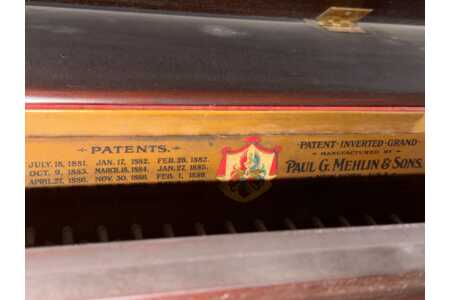 PATENTS.
JULY. 18, 1881. JAN. 17, 1882. FEB. 28, 1882.
OCT. 9, 1883. MARCH. 18, 1884. JAN. 27, 1885.
APRIL. 27, 1886. NOV. 30, 1886. FEB. 1,
PATENT · INVERTED · GRAND
MANUFACTURED BY
PAUL G. MEHLIN & SONS.